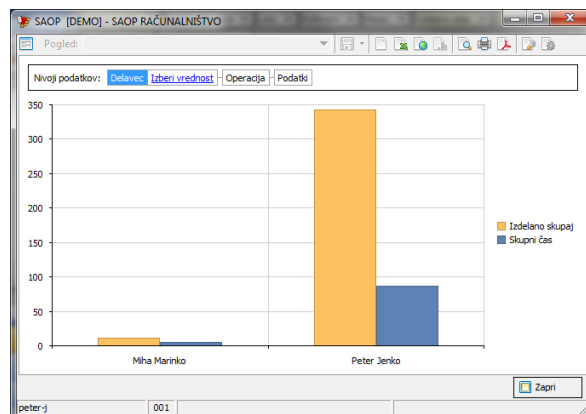 SAOP [DEMO] - SAOP RAČUNALNIŠTVO
Pogled:
Nivoji podatkov: Delavec Izberi vrednost Operacija Podatki
350
300
250
200
150
100
50
0
Miha Marinko Peter Jenko
Izdelano skupaj
Skupni čas
Zapri
peter-j 001